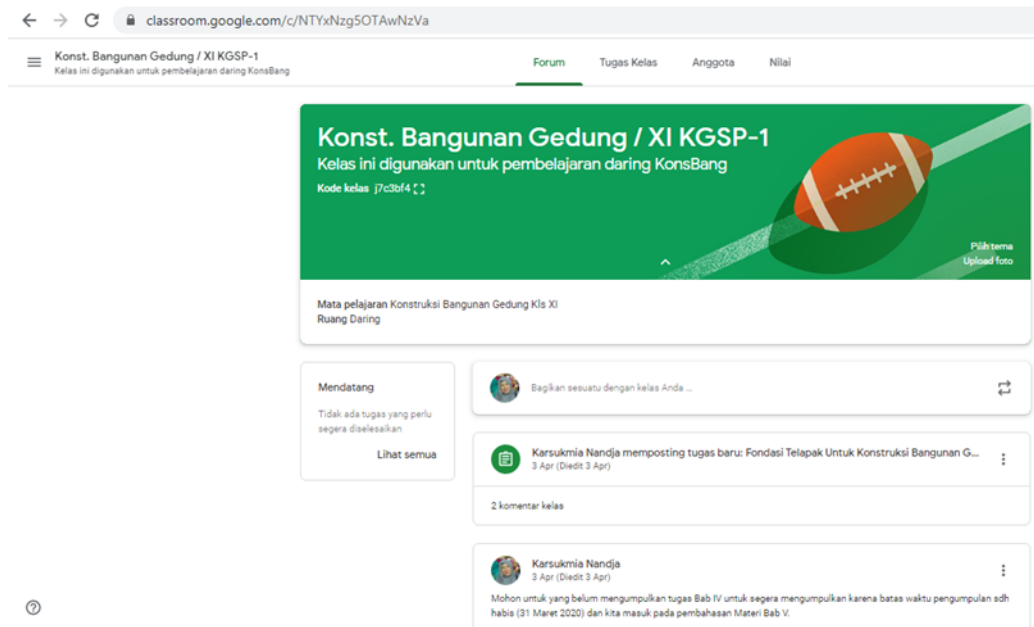 classroom.google.com/c/NTYxNzg5OTAwNzVa
Konst. Bangunan Gedung / XI KGSP-1
Kelas ini digunakan untuk pembelajaran daring KonsBang
Forum Tugas Kelas Anggota Nilai
Konst. Bangunan Gedung / XI KGSP-1
Kelas ini digunakan untuk pembelajaran daring KonsBang
Kode kelas j7c3bf4
Pilih tema
Upload foto
Mata pelajaran Konstruksi Bangunan Gedung Kls XI
Ruang Daring
Mendatang
Tidak ada tugas yang perlu
segera diselesaikan
Lihat semua
Bagikan sesuatu dengan kelas Anda ...
Karsukmia Nandja memposting tugas baru: Fondasi Telapak Untuk Konstruksi Bangunan G...
3 Apr (Diedit 3 Apr)
2 komentar kelas
Karsukmia Nandja
3 Apr (Diedit 3 Apr)
Mohon untuk yang belum mengumpulkan tugas Bab IV untuk segera mengumpulkan karena batas waktu pengumpulan sdh
habis (31 Maret 2020) dan kita masuk pada pembahasan Materi Bab V.